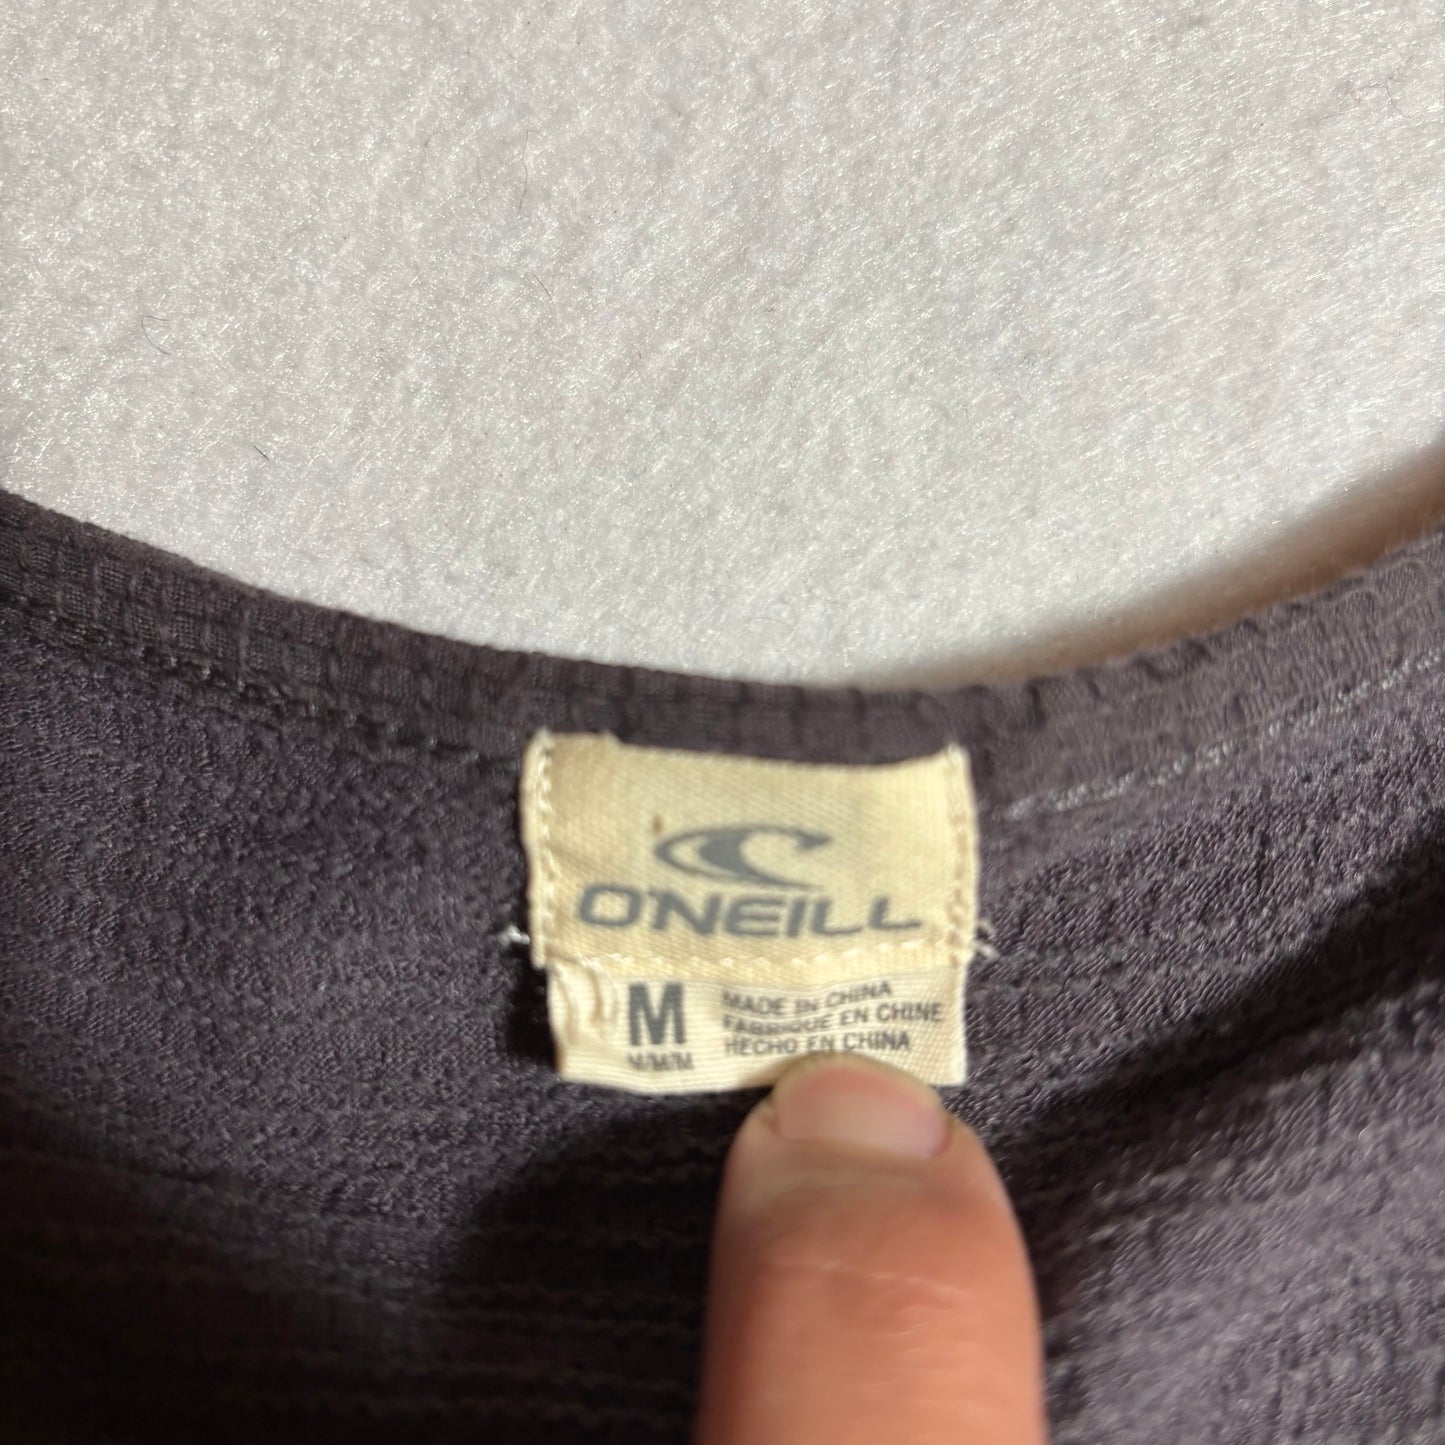 O'NEILL
M
M/M/M
MADE IN CHINA
FABRIQUE EN CHINE
HECHO EN CHINA